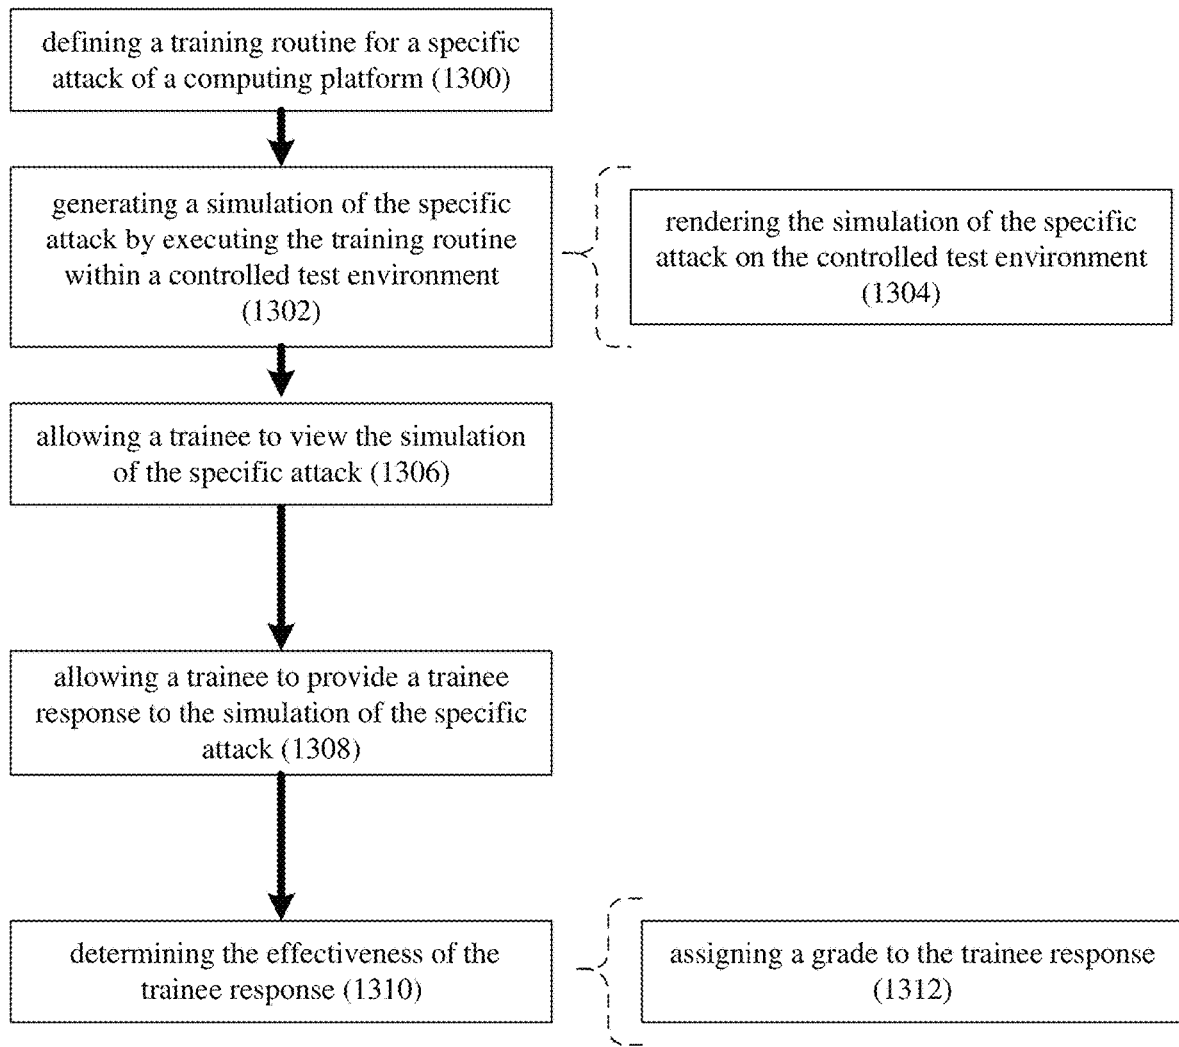 defining a training routine for a specific
attack of a computing platform (1300)
generating a simulation of the specific
attack by executing the training routine
within a controlled test environment
(1302)
rendering the simulation of the specific
attack on the controlled test environment
(1304)
allowing a trainee to view the simulation
of the specific attack (1306)
allowing a trainee to provide a trainee
response to the simulation of the specific
attack (1308)
determining the effectiveness of the
trainee response (1310)
assigning a grade to the trainee response
(1312)